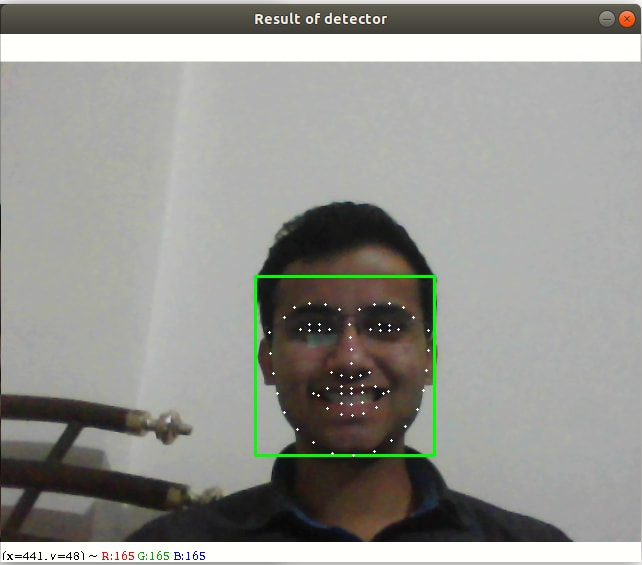 Result of detector
(x=441, y=48) ~ R:165 G:165 B:165